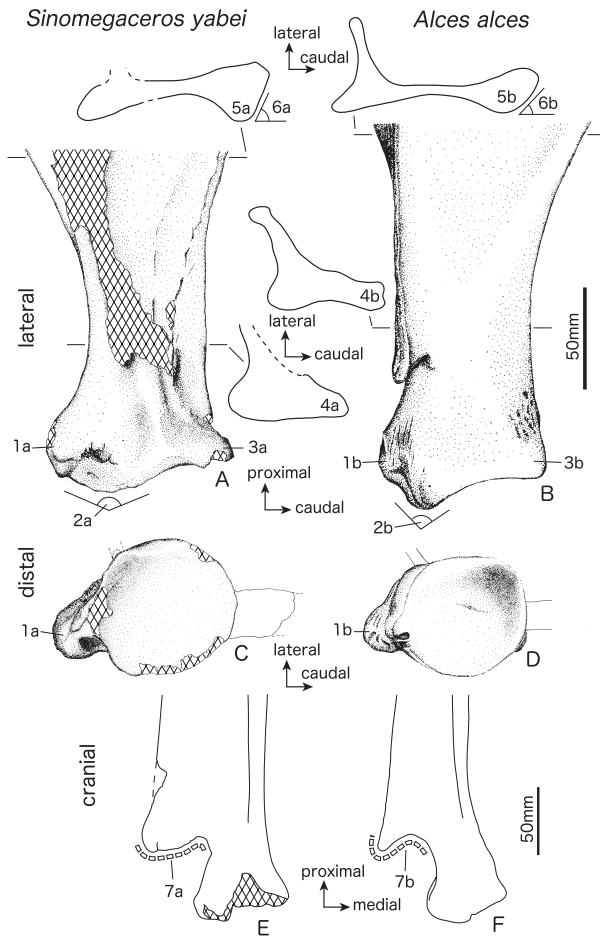 Sinomegaceros yabei
Alces alces
lateral
caudal
5a
6a
5b
6b
lateral
4b
lateral
caudal
4a
50mm
1a
3a
A
proximal
caudal
2a
1b
3b
B
2b
distal
1a
C
lateral
caudal
1b
D
cranial
7a
E
proximal
medial
7b
F
50mm